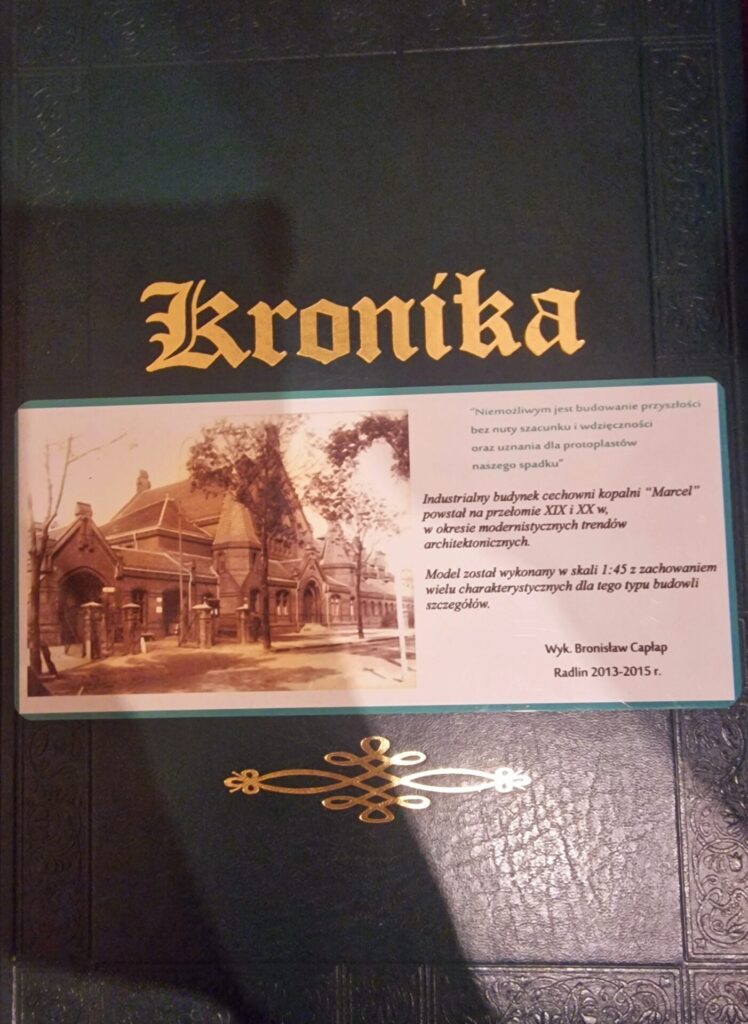 Kronika
"Niemożliwym jest budowanie przyszłości
bez nuty szacunku i wdzięczności
oraz uznania dla protoplastów
naszego spadku"
Industrialny budynek cechowni kopalni "Marcel"
powstał na przełomie XIX i XX w,
w okresie modernistycznych trendów
architektonicznych.
Model został wykonany w skali 1:45 z zachowaniem
wielu charakterystycznych dla tego typu budowli
szczegółów.
Wyk. Bronisław Capłap
Radlin 2013-2015 r.